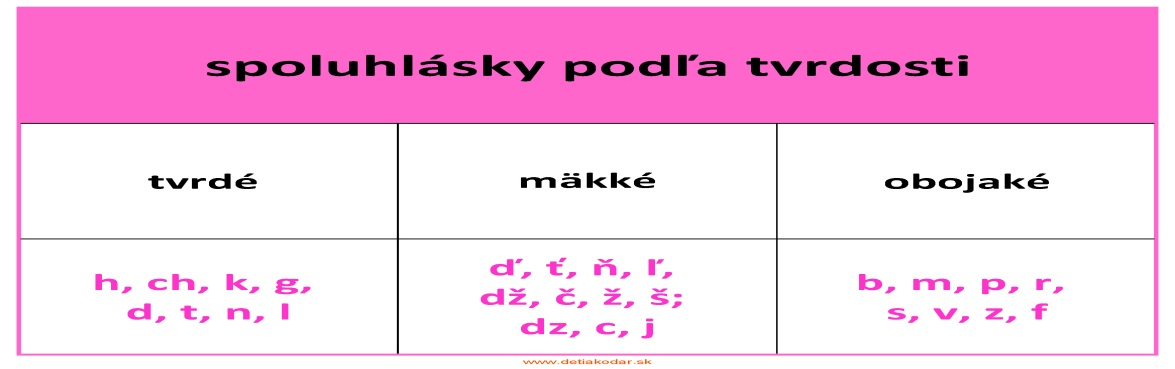 spoluhlásky podľa tvrdosti
tvrdé
mäkké
obojaké
h, ch, k, g,
d, t, n, l
ď, ť, ň, ľ,
dž, č, ž, š;
dz, c, j
b, m, p, r,
s, v, z, f
www.detiakodar.sk